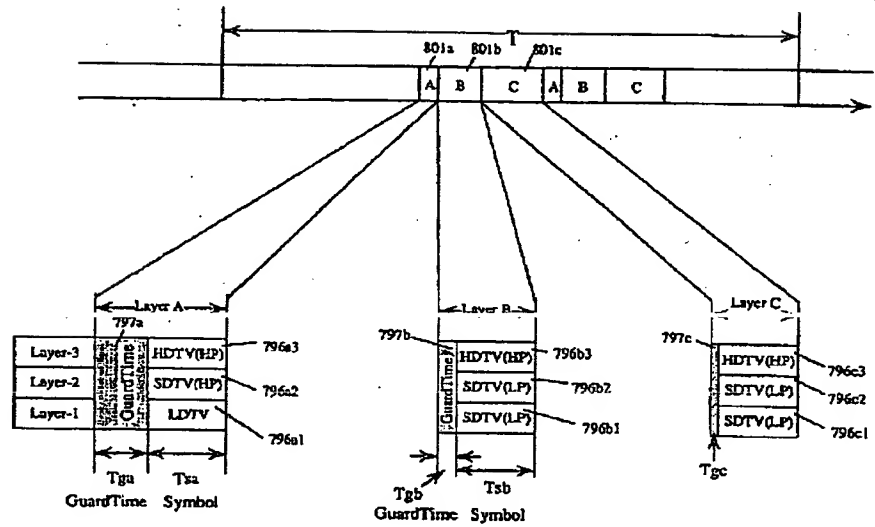 T
801a 801b 801c
A B C A B C
Layer A Layer B Layer C
797a 797b 797c
Layer-3 GuardTime HDTV(HP) 796a3 GuardTime HDTV(HP) 796b3 HDTV(HP) 796c3
Layer-2 SDTV(HP) 796a2 SDTV(LP) 796b2 SDTV(LP) 796c2
Layer-1 LDTV 796a1 SDTV(LP) 796b1 SDTV(LP) 796c1
Tga Tsa Tgb Tsb Tgc
GuardTime Symbol GuardTime Symbol